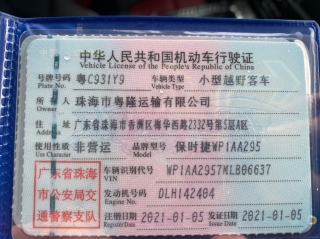 中华人民共和国机动车行驶证
Vehicle License of the People's Republic of China
号牌号码 粤C931Y9 车辆类型 小型越野客车
Plate No. Vehicle Type
所有人 珠海市粤隆运输有限公司
Owner
住址 广东省珠海市香洲区梅华西路2332号第5层A区
Address
使用性质 非营运 品牌型号 保时捷WP1AA295
Use Character Model
广东省珠海市公安局交通警察支队
车辆识别代号 WP1AA2957MLB06637
VIN
发动机号码 DLH142404
Engine No.
注册日期 2021-01-05 发证日期 2021-01-05
Register Date Issue Date